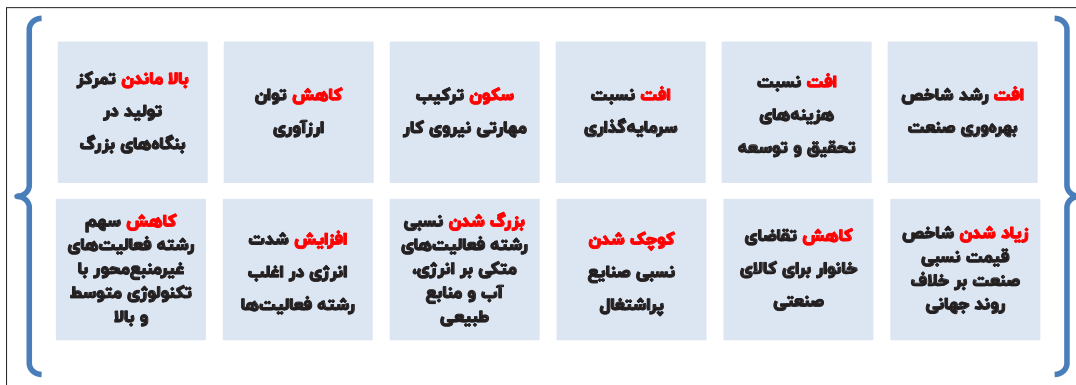 افت رشد شاخص
بهره‌وری صنعت
افت نسبت
هزینه‌های
تحقیق و توسعه
افت نسبت
سرمایه‌گذاری
سکون ترکیب
مهارتی نیروی کار
کاهش توان
ارزآوری
بالا ماندن تمرکز
تولید در
بنگاه‌های بزرگ
زیاد شدن شاخص
قیمت نسبی
صنعت بر خلاف
روند جهانی
کاهش تقاضای
خانوار برای کالای
صنعتی
کوچک شدن
نسبی صنایع
پراشتغال
بزرگ شدن نسبی
رشته فعالیت‌های
متکی بر انرژی،
آب و منابع
طبیعی
افزایش شدت
انرژی در اغلب
رشته فعالیت‌ها
کاهش سهم
رشته فعالیت‌های
غیرمنبع‌محور با
تکنولوژی متوسط
و بالا